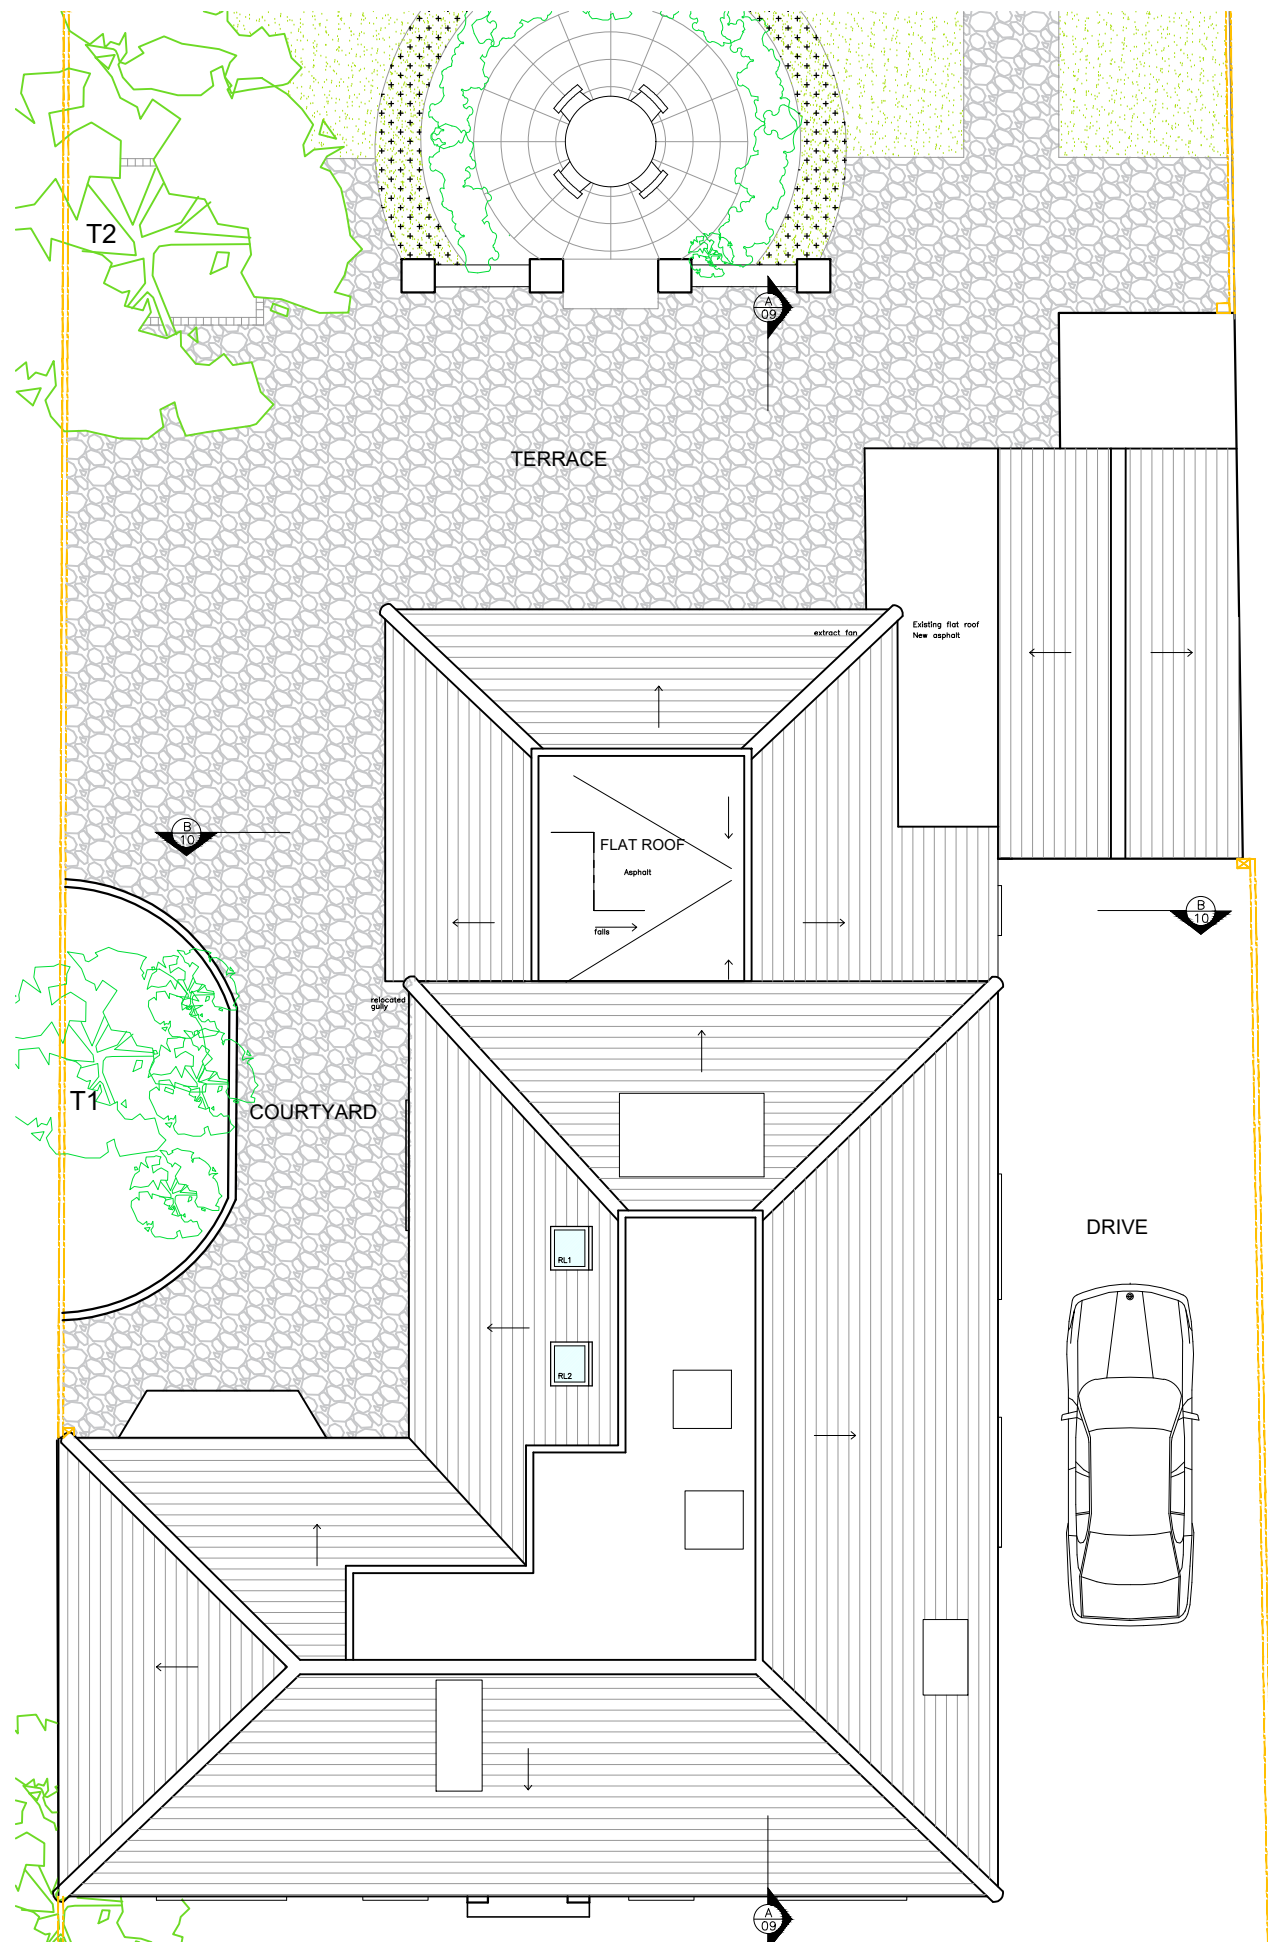 T2
A
09
TERRACE
Existing flat roof
New asphalt
extract fan
B
10
FLAT ROOF
Asphalt
falls
B
10
relocated
gully
T1
COURTYARD
DRIVE
RL1
RL2
A
09